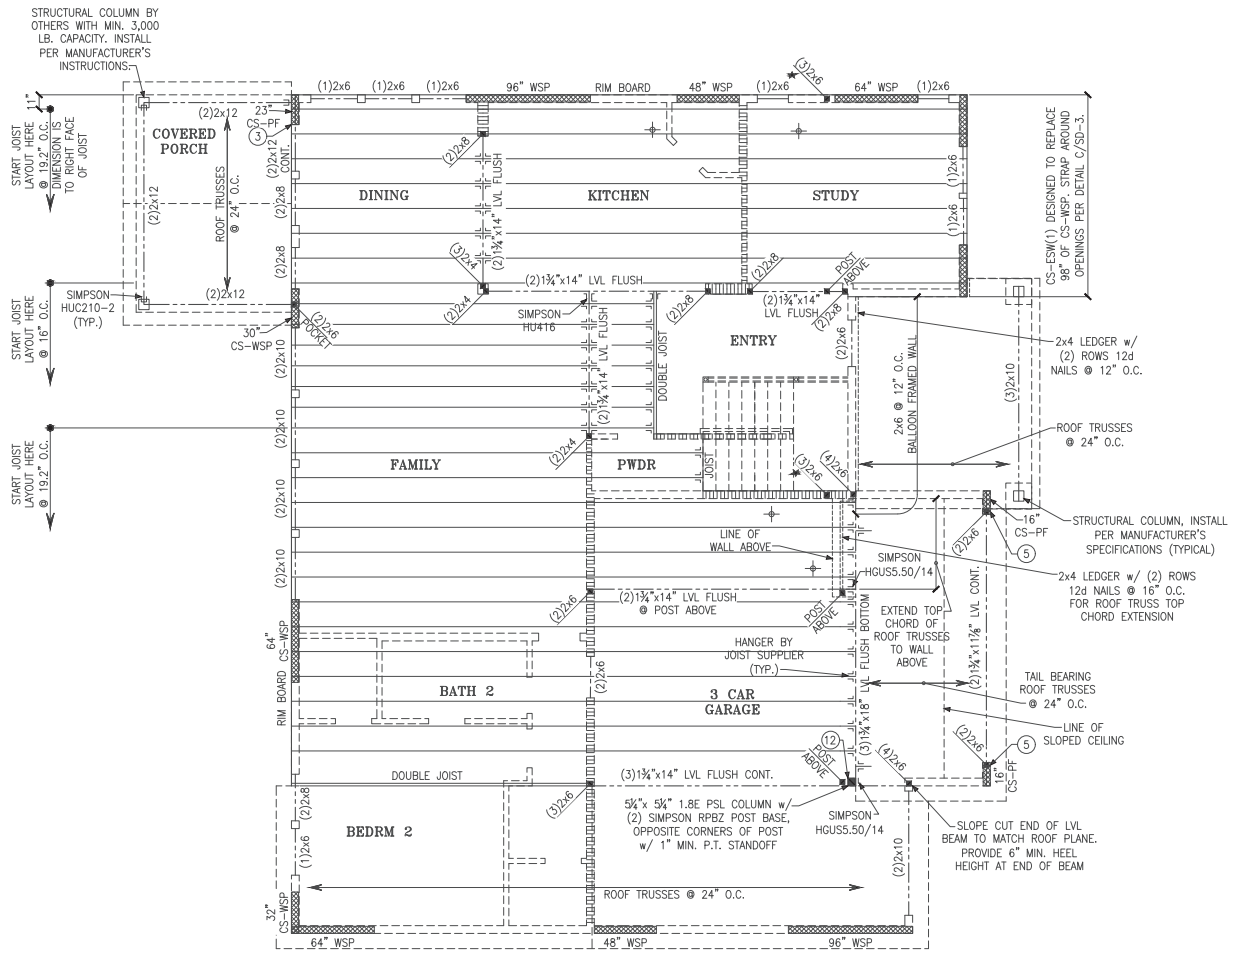 STRUCTURAL COLUMN BY
OTHERS WITH MIN. 3,000
LB. CAPACITY. INSTALL
PER MANUFACTURER'S
INSTRUCTIONS.
11"
START JOIST
LAYOUT HERE
@ 19.2" O.C.
DIMENSION IS
TO RIGHT FACE
OF JOIST
(2)2x12
COVERED
PORCH
(2)2x12
ROOF TRUSSES
@ 24" O.C.
(2)2x12
SIMPSON
HUC210-2
(TYP.)
23"
CS-PF
3
(2)2x12
CONT.
(2)2x8
(2)2x8
(1)2x6
(1)2x6
(1)2x6
96" WSP
RIM BOARD
48" WSP
(1)2x6
(3)2x6
64" WSP
(1)2x6
(2)2x8
(2)1¾"x14" LVL FLUSH
DINING
KITCHEN
STUDY
(1)2x6
(1)2x6
CS-ESW(1) DESIGNED TO REPLACE
98" OF CS-WSP. STRAP AROUND
OPENINGS PER DETAIL C/SD-3.
(3)2x4
(2)2x4
(2)1¾"x14" LVL FLUSH
(2)2x8
(2)2x8
POST
ABOVE
(2)1¾"x14"
LVL FLUSH
(2)2x8
START JOIST
LAYOUT HERE
@ 16" O.C.
30"
CS-WSP
(2)2x6
POCKET
(2)2x10
SIMPSON
HU416
(2)1¾"x14 LVL FLUSH
DOUBLE JOIST
ENTRY
(2)2x6
2x6 @ 12" O.C.
BALLOON FRAMED WALL
(3)2x10
2x4 LEDGER w/
(2) ROWS 12d
NAILS @ 12" O.C.
ROOF TRUSSES
@ 24" O.C.
START JOIST
LAYOUT HERE
@ 19.2" O.C.
(2)2x10
(2)2x4
FAMILY
PWDR
JOIST
(3)2x6
(4)2x6
(2)2x10
(2)2x10
LINE OF
WALL ABOVE
SIMPSON
HGUS5.50/14
(2)2x6
16"
CS-PF
5
STRUCTURAL COLUMN, INSTALL
PER MANUFACTURER'S
SPECIFICATIONS (TYPICAL)
2x4 LEDGER w/ (2) ROWS
12d NAILS @ 16" O.C.
FOR ROOF TRUSS TOP
CHORD EXTENSION
(2)2x6
(2)1¾"x14" LVL FLUSH
@ POST ABOVE
POST
ABOVE
EXTEND TOP
CHORD OF
ROOF TRUSSES
TO WALL
ABOVE
(2)1¾"x11⅞" LVL CONT.
64"
CS-WSP
RIM BOARD
HANGER BY
JOIST SUPPLIER
(TYP.)
(2)2x6
BATH 2
3 CAR
GARAGE
(3)1¾"x18" LVL FLUSH BOTTOM
TAIL BEARING
ROOF TRUSSES
@ 24" O.C.
LINE OF
SLOPED CEILING
12
POST
ABOVE
(4)2x6
(2)2x6
5
16"
CS-PF
DOUBLE JOIST
(3)1¾"x14" LVL FLUSH CONT.
(3)2x6
5¼"x 5¼" 1.8E PSL COLUMN w/
(2) SIMPSON RPBZ POST BASE,
OPPOSITE CORNERS OF POST
w/ 1" MIN. P.T. STANDOFF
SIMPSON
HGUS5.50/14
SLOPE CUT END OF LVL
BEAM TO MATCH ROOF PLANE.
PROVIDE 6" MIN. HEEL
HEIGHT AT END OF BEAM
(2)2x8
(1)2x6
BEDRM 2
(2)2x10
ROOF TRUSSES @ 24" O.C.
32"
CS-WSP
64" WSP
48" WSP
96" WSP